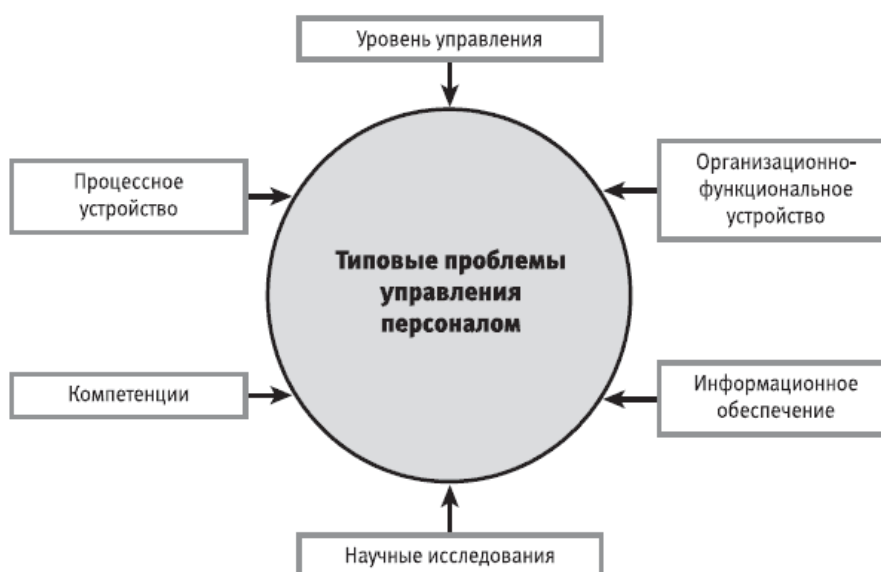 Уровень управления
Процессное
устройство
Организационно-
функциональное
устройство
Типовые проблемы
управления
персоналом
Компетенции
Информационное
обеспечение
Научные исследования